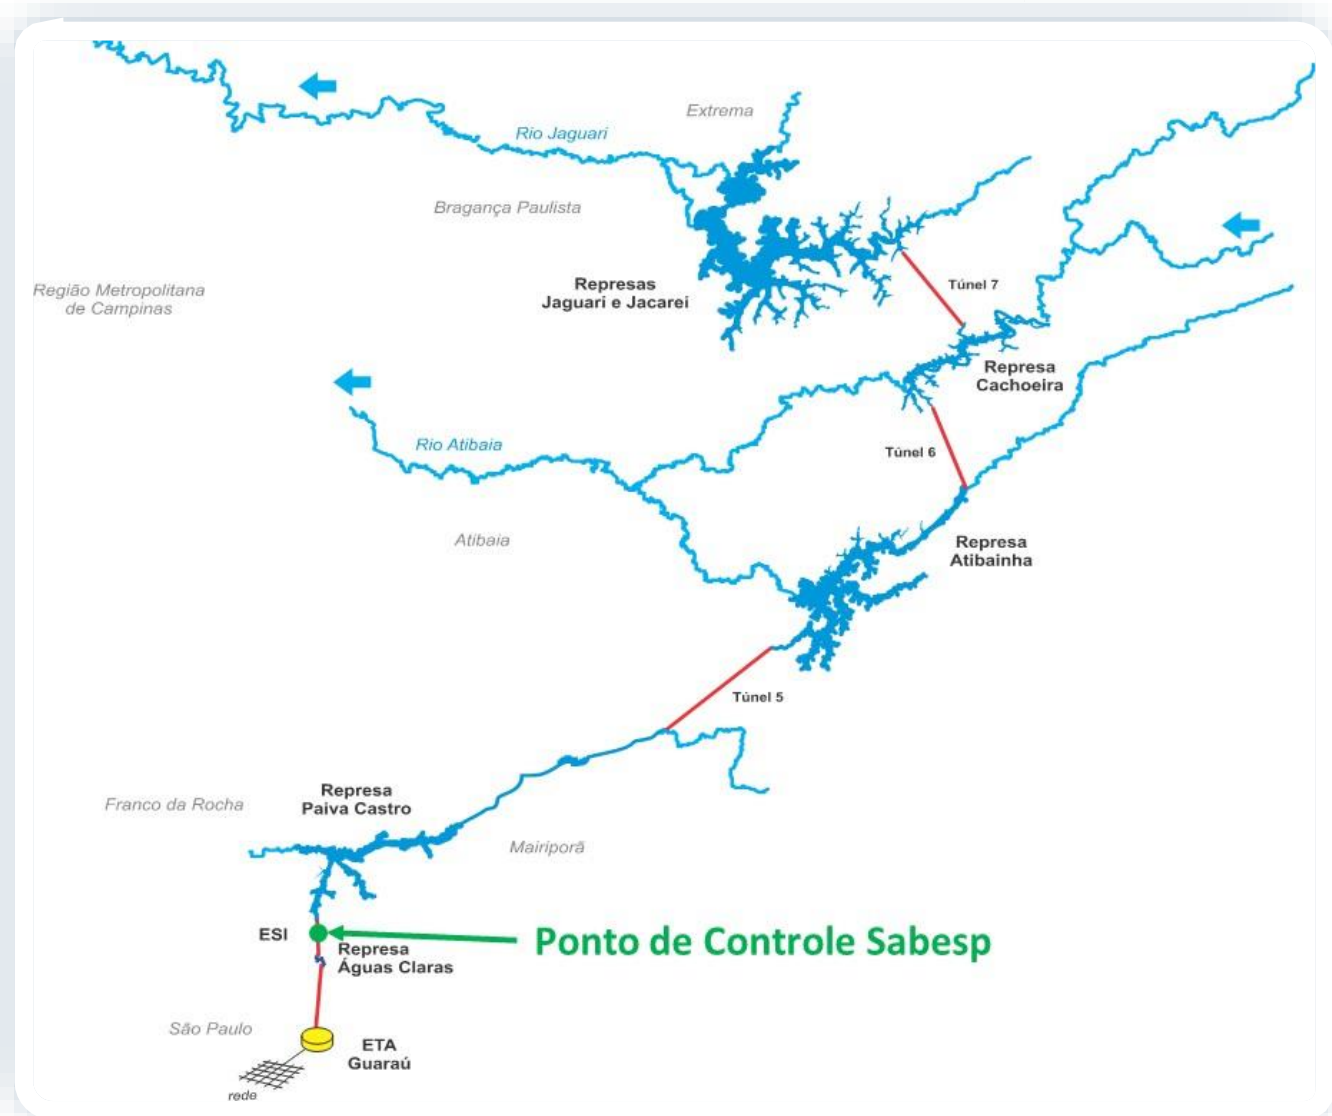 Extrema
Rio Jaguari
Bragança Paulista
Represas
Jaguari e Jacarei
Túnel 7
Região Metropolitana
de Campinas
Represa
Cachoeira
Rio Atibaia
Túnel 6
Atibaia
Represa
Atibainha
Túnel 5
Represa
Paiva Castro
Franco da Rocha
Mairiporã
ESI
Ponto de Controle Sabesp
Represa
Águas Claras
São Paulo
ETA
Guaraú
rede